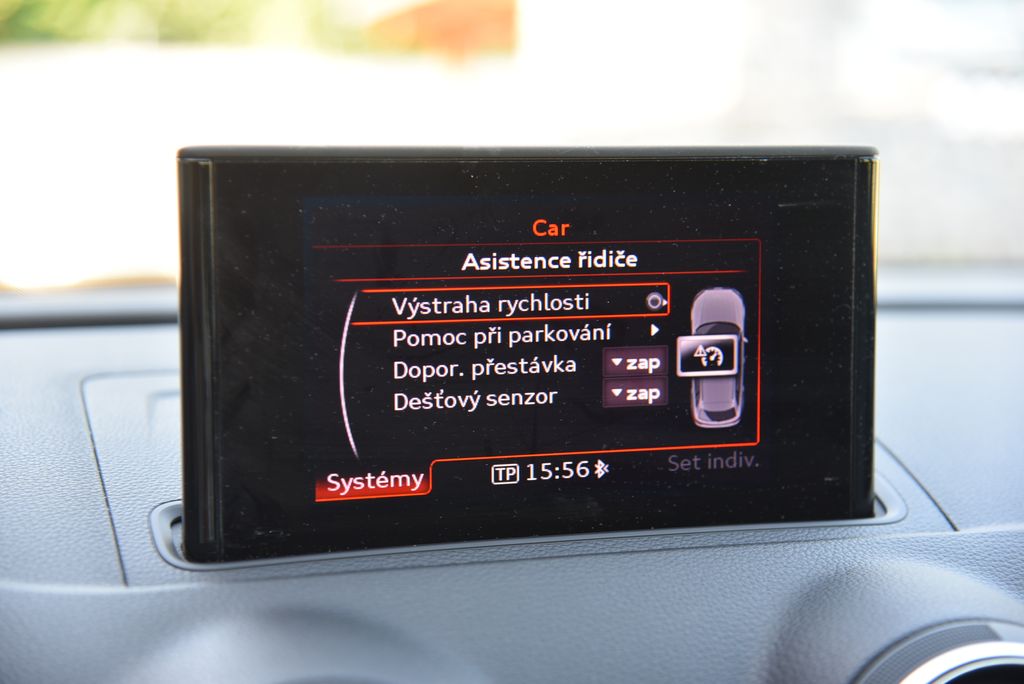 Car
Asistence řidiče
Výstraha rychlosti
Pomoc při parkování
Dopor. přestávka zap
Dešťový senzor zap
Systémy TP 15:56 Set indiv.